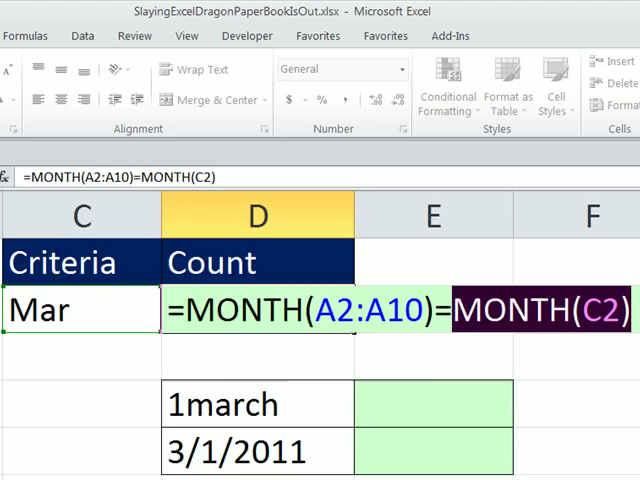 SlayingExcelDragonPaperBookIsOut.xlsx - Microsoft Excel
Formulas Data Review View Developer Favorites Favorites Add-Ins
Wrap Text General Insert
Merge & Center $ % , Conditional Formatting Format as Table Cell Styles Delete
Format
Alignment Number Styles Cells
fx =MONTH(A2:A10)=MONTH(C2)
C D E F
Criteria Count
Mar =MONTH(A2:A10)=MONTH(C2)
1march
3/1/2011